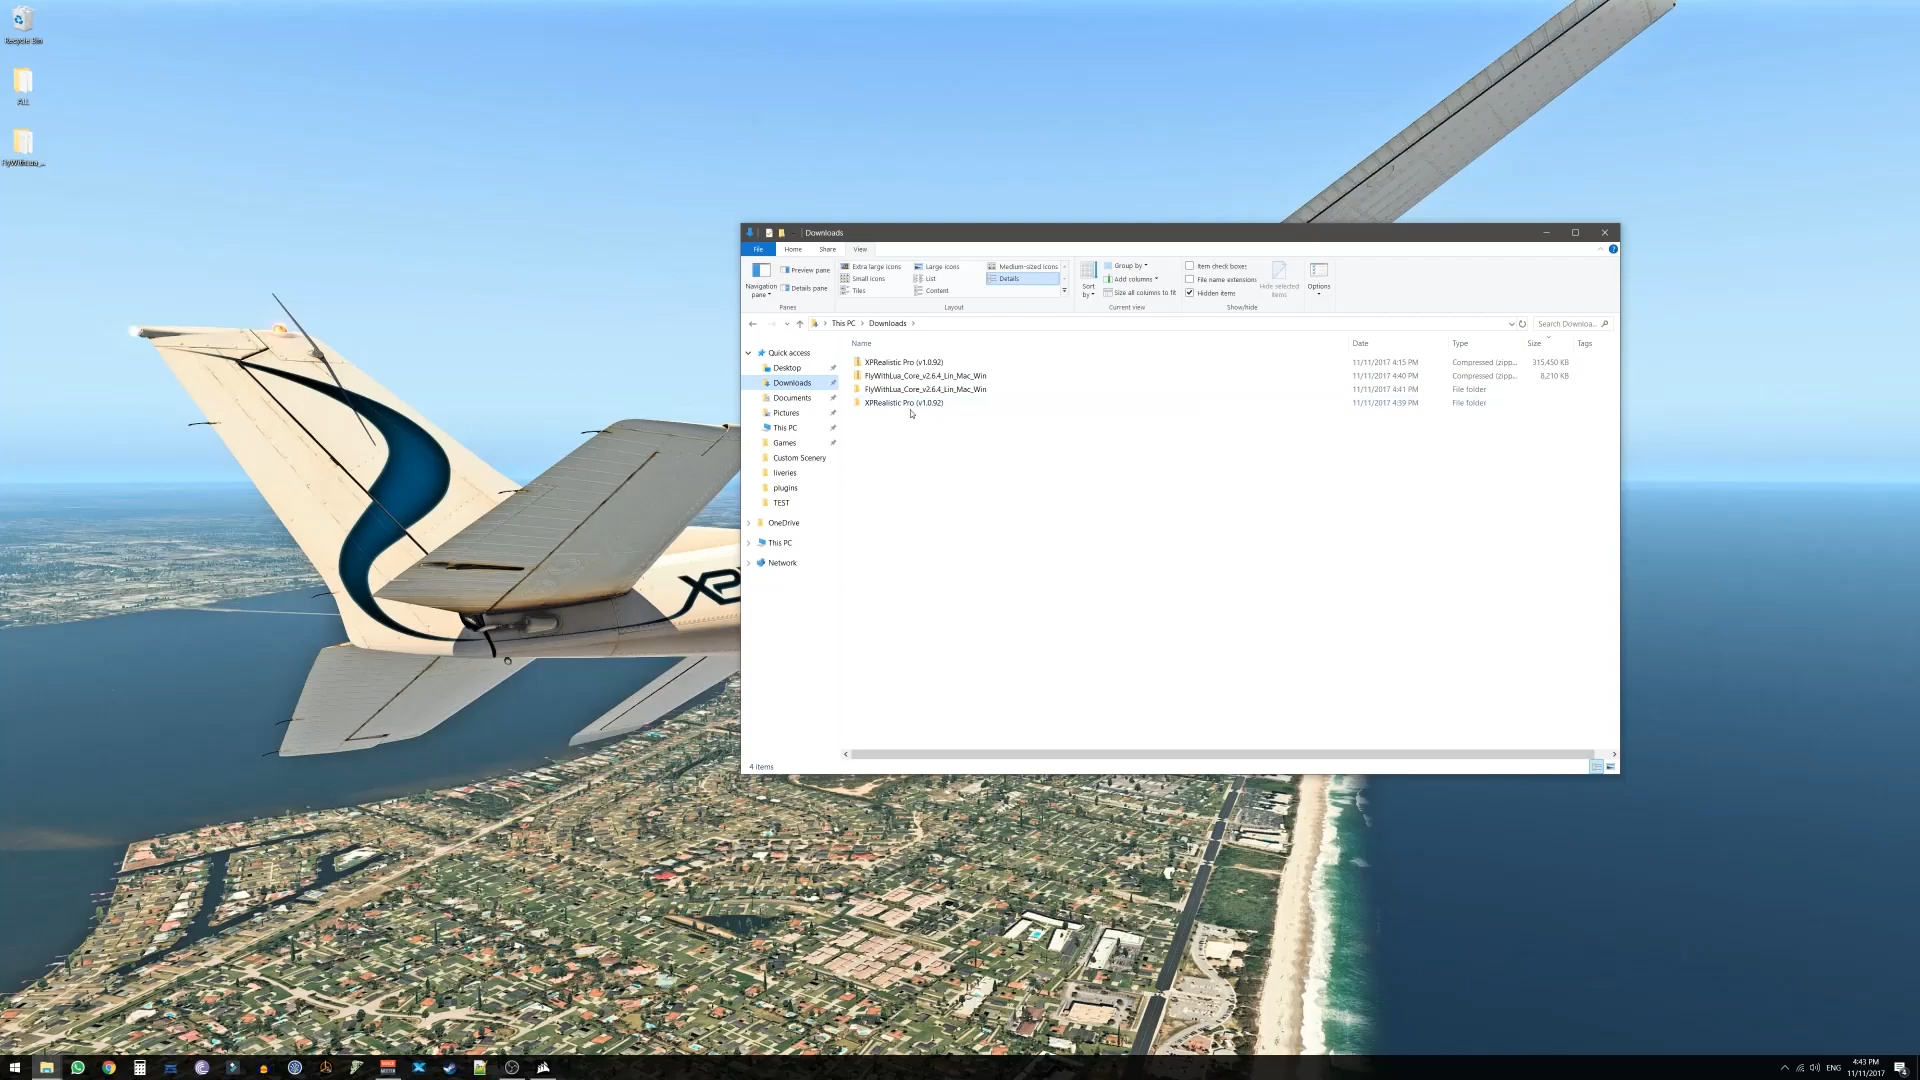 Recycle Bin
ALL
FlyWithLua_...
Downloads
File
Home
Share
View
Navigation pane
Preview pane
Details pane
Panes
Extra large icons
Large icons
Medium-sized icons
Small icons
List
Details
Tiles
Content
Layout
Sort by
Group by
Add columns
Size all columns to fit
Current view
Item check boxes
File name extensions
Hidden items
Hide selected items
Show/hide
Options
This PC > Downloads >
Search Downloa...
Name
Date
Type
Size
Tags
XPRealistic Pro (v1.0.92) 11/11/2017 4:15 PM Compressed (zipp... 315,450 KB
FlyWithLua_Core_v2.6.4_Lin_Mac_Win 11/11/2017 4:40 PM Compressed (zipp... 8,210 KB
FlyWithLua_Core_v2.6.4_Lin_Mac_Win 11/11/2017 4:41 PM File folder
XPRealistic Pro (v1.0.92) 11/11/2017 4:39 PM File folder
Quick access
Desktop
Downloads
Documents
Pictures
This PC
Games
Custom Scenery
liveries
plugins
TEST
OneDrive
This PC
Network
4 items
ENG
4:43 PM
11/11/2017